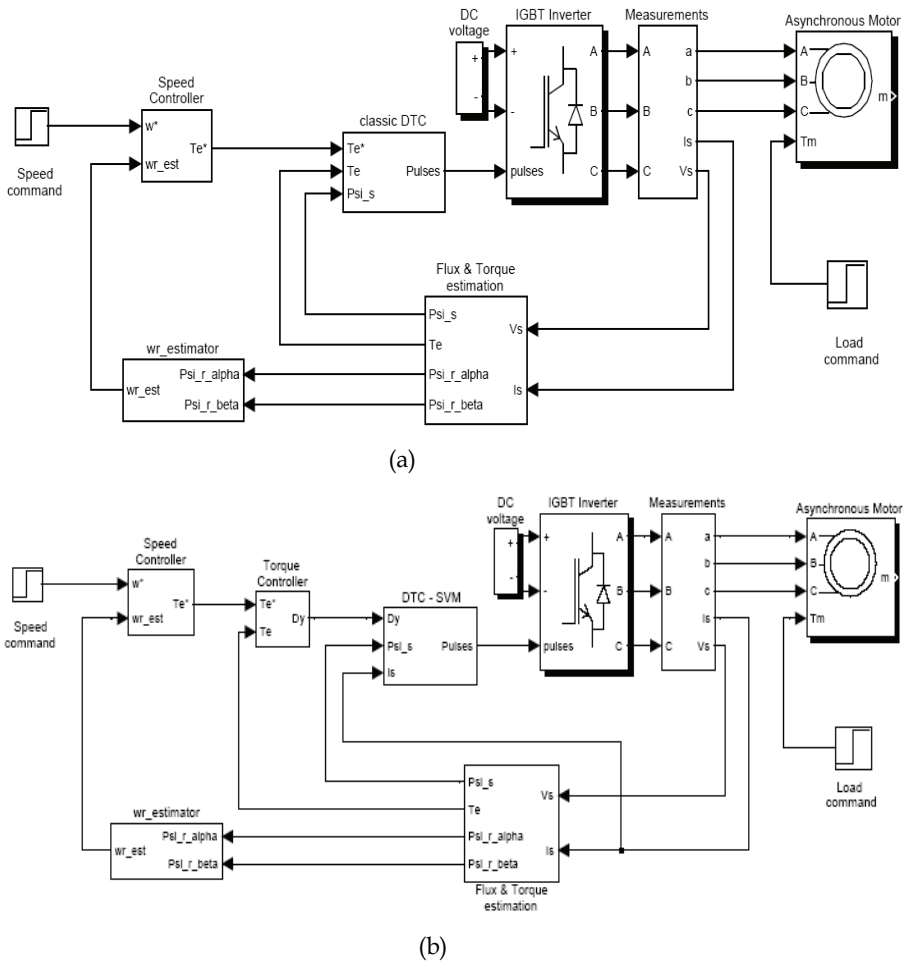 DC
voltage
IGBT Inverter
Measurements
Asynchronous Motor
+
+
-
-
A
B
C
pulses
A
B
C
a
b
c
Is
Vs
A
B
C
Tm
m
Speed
Controller
w*
wr_est
Te*
Speed
command
classic DTC
Te*
Te
Psi_s
Pulses
Flux & Torque
estimation
Psi_s
Te
Psi_r_alpha
Psi_r_beta
Vs
Is
Load
command
wr_estimator
wr_est
Psi_r_alpha
Psi_r_beta
(a)
DC
voltage
IGBT Inverter
Measurements
Asynchronous Motor
+
+
-
-
A
B
C
pulses
A
B
C
a
b
c
Is
Vs
A
B
C
Tm
m
Speed
Controller
w*
wr_est
Te*
Speed
command
Torque
Controller
Te*
Te
Dy
DTC - SVM
Dy
Psi_s
Is
Pulses
Psi_s
Te
Psi_r_alpha
Psi_r_beta
Vs
Is
Flux & Torque
estimation
Load
command
wr_estimator
wr_est
Psi_r_alpha
Psi_r_beta
(b)